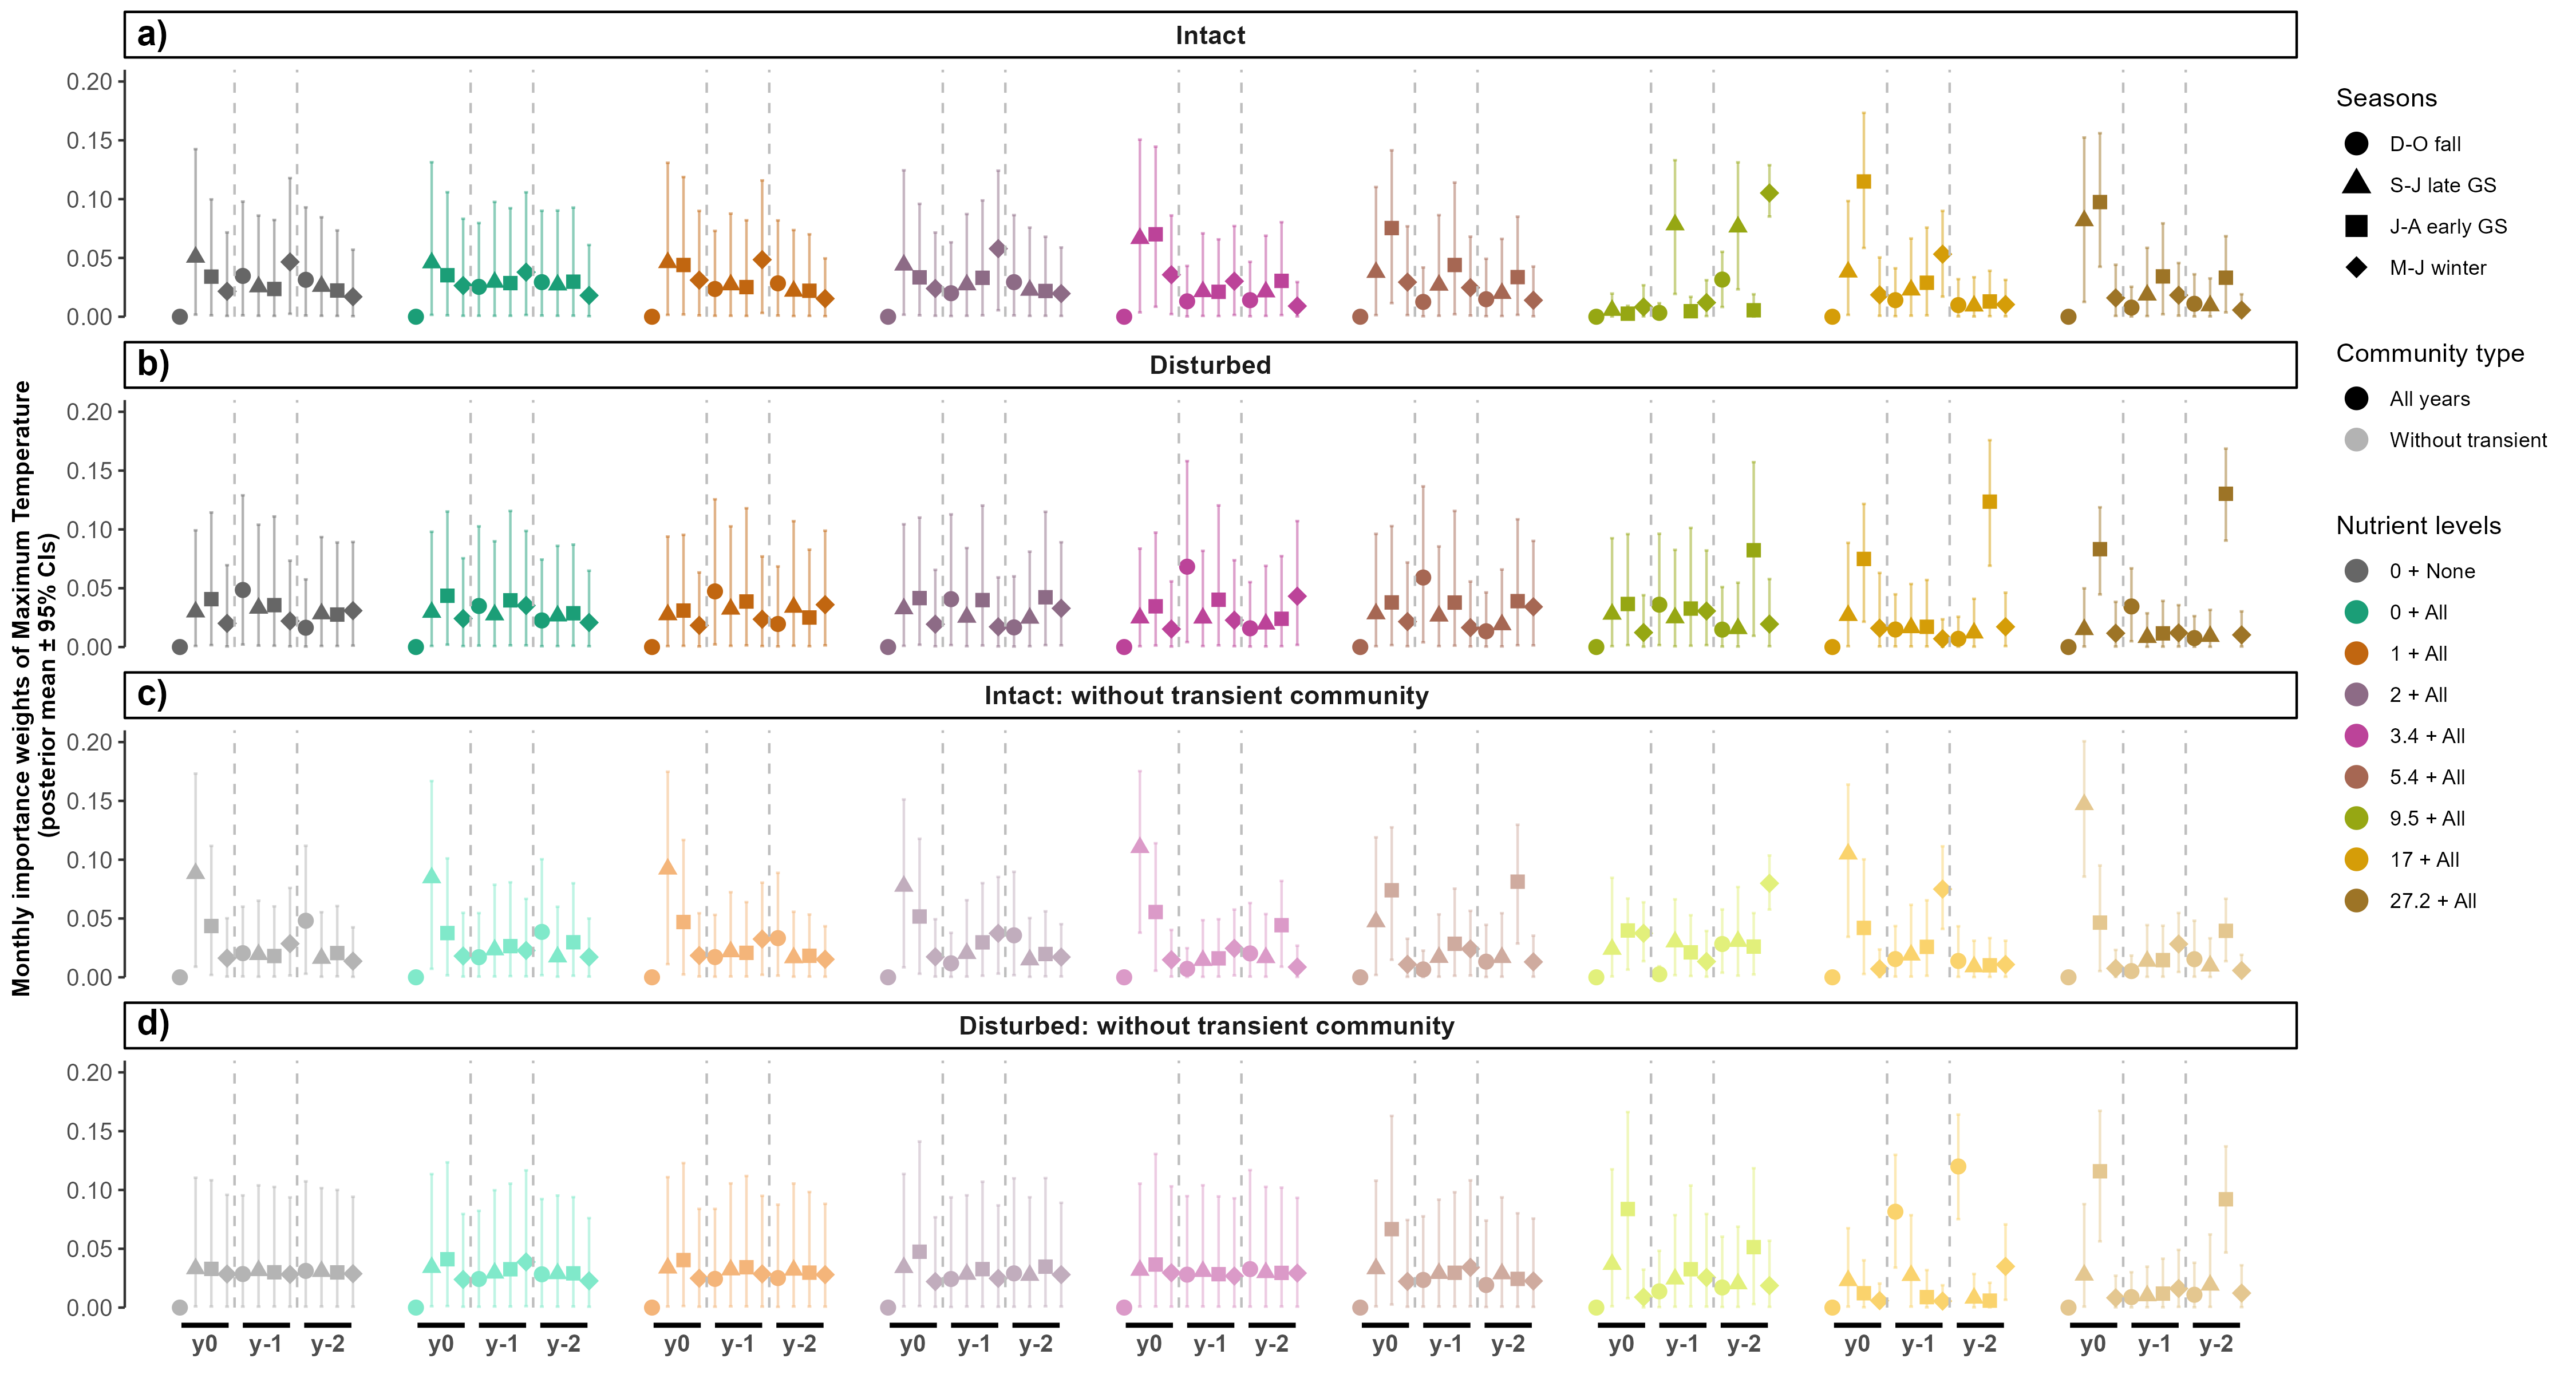 a)
Intact
0.20
0.15
0.10
0.05
0.00
b)
Disturbed
0.20
0.15
0.10
0.05
0.00
c)
Intact: without transient community
0.20
0.15
0.10
0.05
0.00
d)
Disturbed: without transient community
0.20
0.15
0.10
0.05
0.00
Monthly importance weights of Maximum Temperature
(posterior mean ± 95% CIs)
y0 y-1 y-2 y0 y-1 y-2 y0 y-1 y-2 y0 y-1 y-2 y0 y-1 y-2 y0 y-1 y-2 y0 y-1 y-2 y0 y-1 y-2 y0 y-1 y-2
Seasons
D-O fall
S-J late GS
J-A early GS
M-J winter
Community type
All years
Without transient
Nutrient levels
0 + None
0 + All
1 + All
2 + All
3.4 + All
5.4 + All
9.5 + All
17 + All
27.2 + All